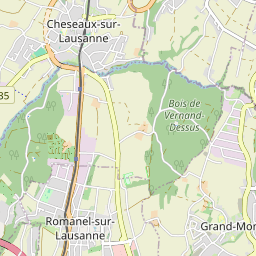 Cheseaux-sur-
Lausanne
35
Bois de
Vernand-
Dessus
Romanel-sur-
Lausanne
Grand-Mon